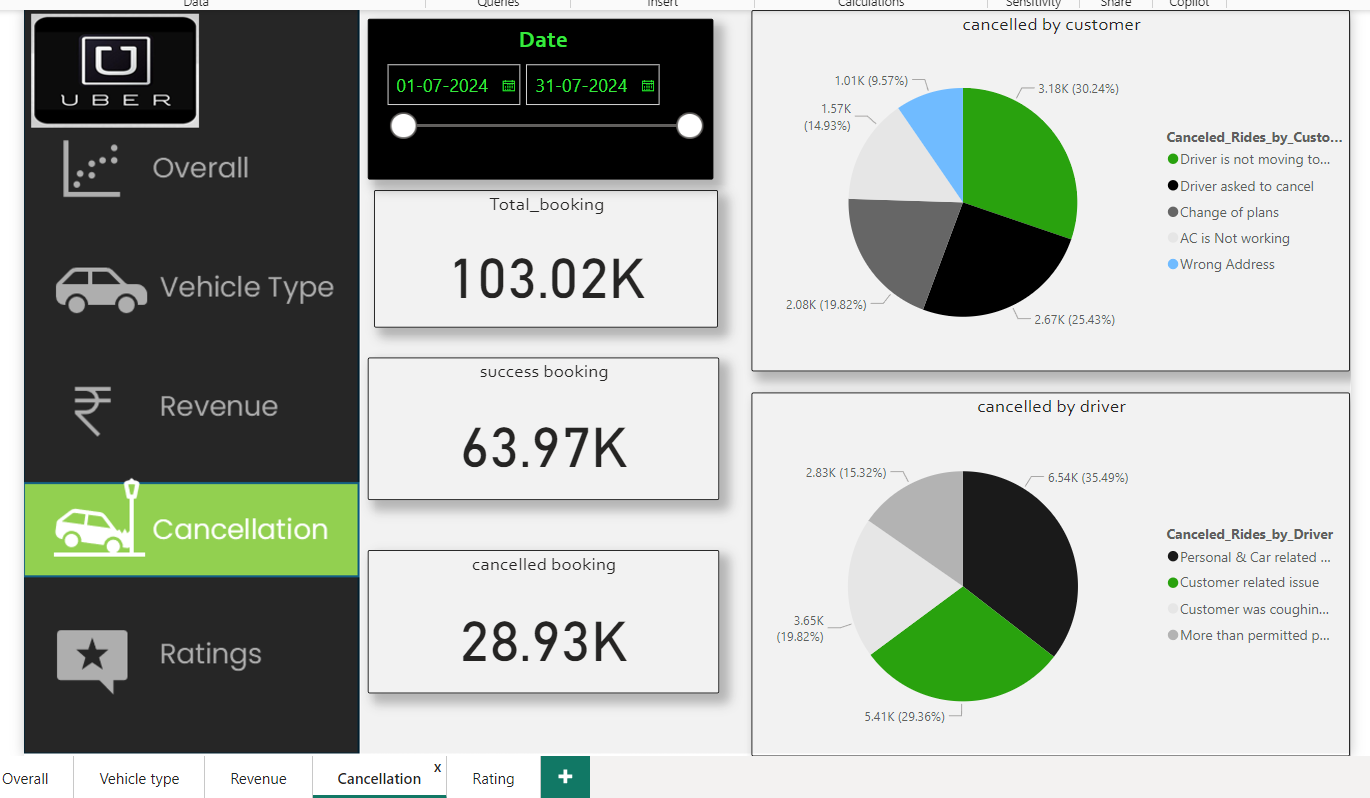 Data
Queries
Insert
Calculations
Sensitivity
Share
Copilot
U
UBER
Overall
Vehicle Type
Revenue
Cancellation
Ratings
Date
01-07-2024
31-07-2024
Total_booking
103.02K
success booking
63.97K
cancelled booking
28.93K
cancelled by customer
1.01K (9.57%)
3.18K (30.24%)
1.57K
(14.93%)
2.08K (19.82%)
2.67K (25.43%)
Canceled_Rides_by_Custo...
Driver is not moving to...
Driver asked to cancel
Change of plans
AC is Not working
Wrong Address
cancelled by driver
2.83K (15.32%)
6.54K (35.49%)
3.65K
(19.82%)
5.41K (29.36%)
Canceled_Rides_by_Driver
Personal & Car related ...
Customer related issue
Customer was coughin...
More than permitted p...
Overall
Vehicle type
Revenue
Cancellation
x
Rating
+